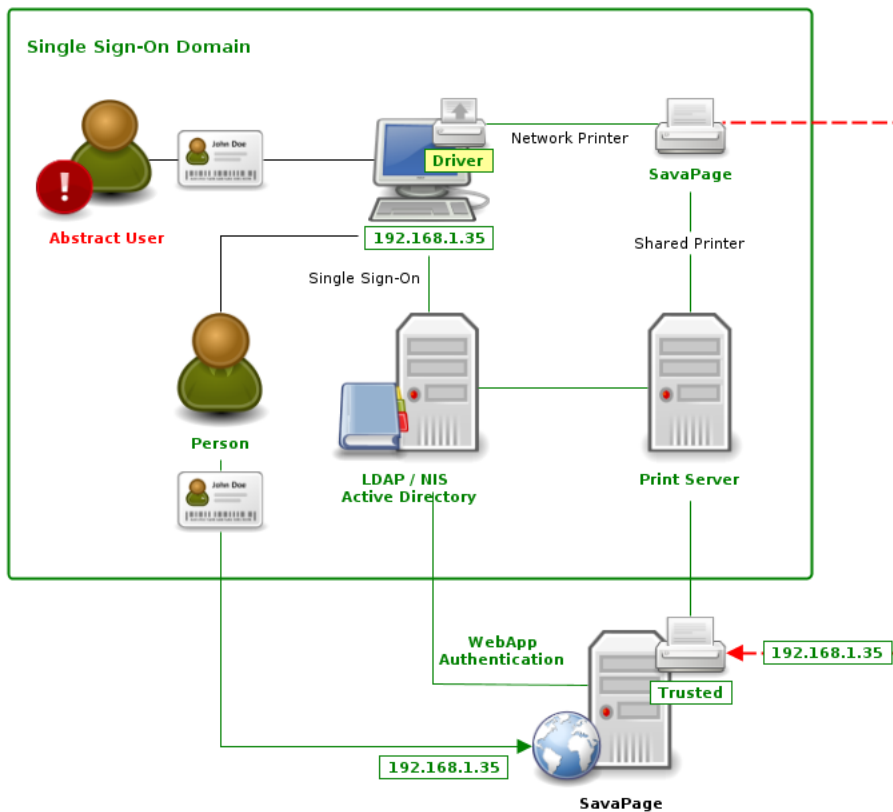 Single Sign-On Domain
John Doe
Network Printer
Driver
SavaPage
Abstract User
192.168.1.35
Shared Printer
Single Sign-On
Person
LDAP / NIS
Active Directory
Print Server
John Doe
WebApp
Authentication
192.168.1.35
Trusted
192.168.1.35
SavaPage